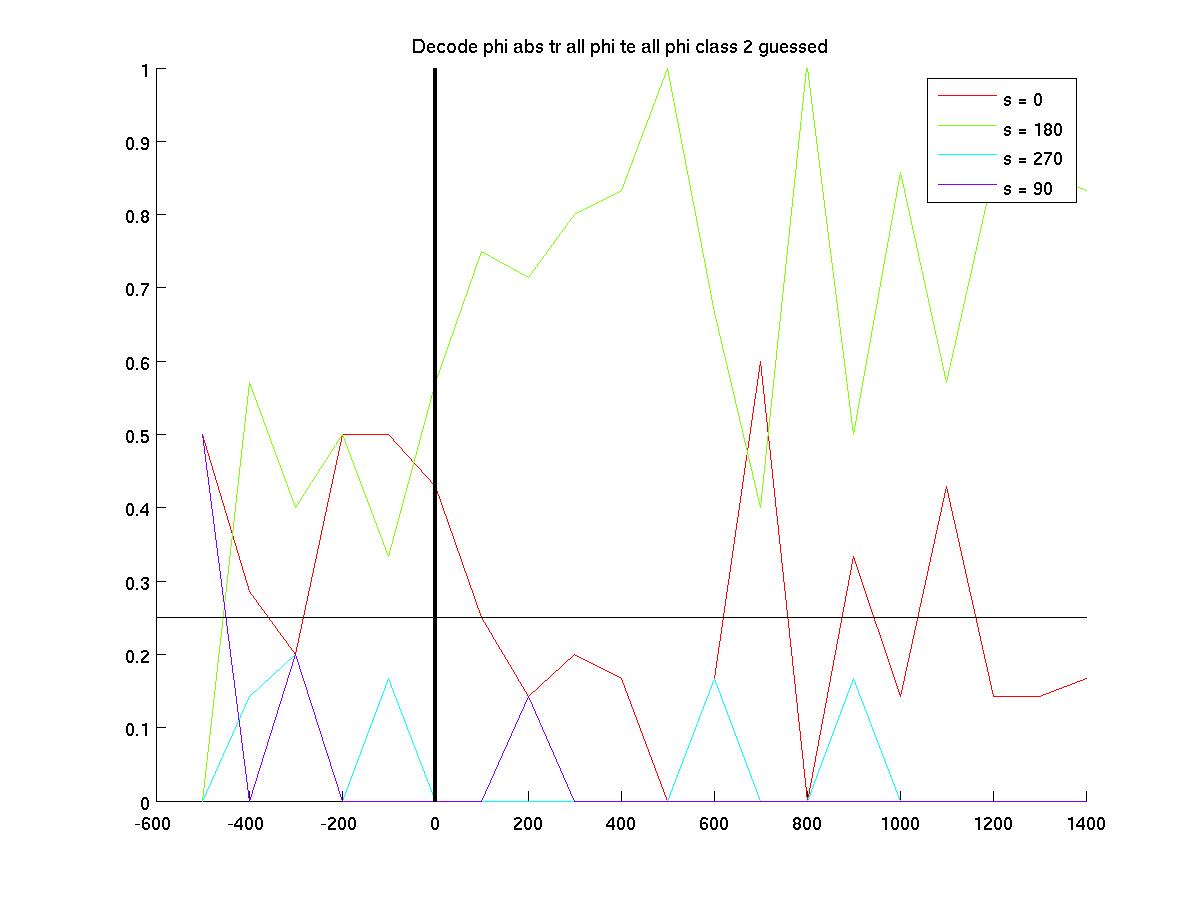 Decode phi abs tr all phi te all phi class 2 guessed
1
0.9
0.8
0.7
0.6
0.5
0.4
0.3
0.2
0.1
0
s = 0
s = 180
s = 270
s = 90
-600 -400 -200 0 200 400 600 800 1000 1200 1400